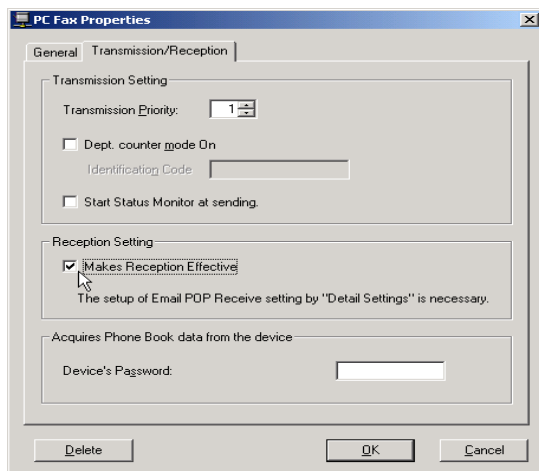 PC Fax Properties
General Transmission/Reception
Transmission Setting
Transmission Priority: 1
Dept. counter mode On
Identification Code
Start Status Monitor at sending.
Reception Setting
Makes Reception Effective
The setup of Email POP Receive setting by "Detail Settings" is necessary.
Acquires Phone Book data from the device
Device's Password:
Delete OK Cancel